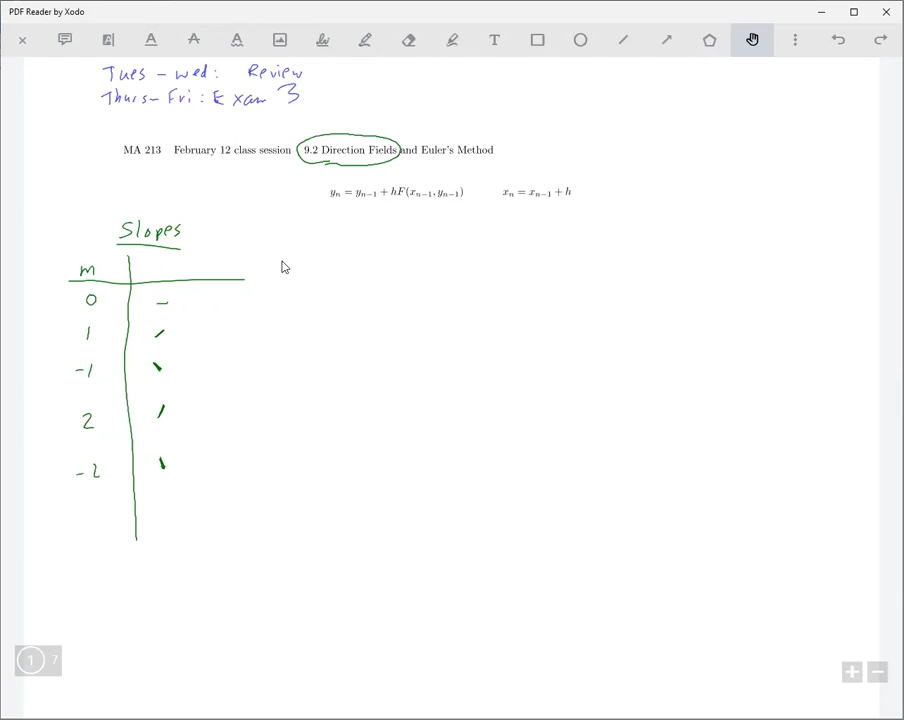 PDF Reader by Xodo
Tues - wed: Review
Thurs-Fri: Exam 3
MA 213 February 12 class session 9.2 Direction Fields and Euler's Method
yₙ = yₙ₋₁ + hF(xₙ₋₁, yₙ₋₁) xₙ = xₙ₋₁ + h
Slopes
m
0
1
-1
2
-2
1 7